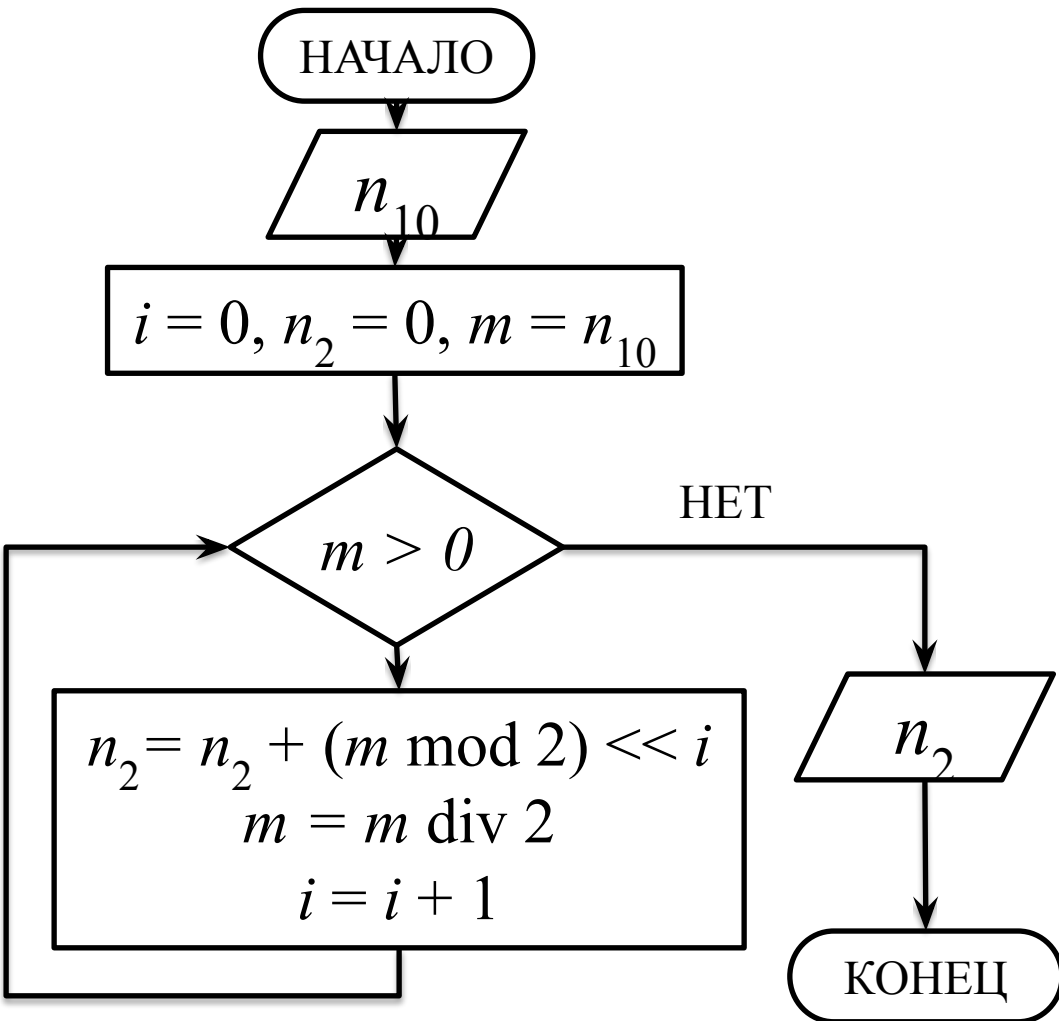 НАЧАЛО
n₁₀
i = 0, n₂ = 0, m = n₁₀
m > 0
НЕТ
n₂ = n₂ + (m mod 2) << i
m = m div 2
i = i + 1
n₂
КОНЕЦ